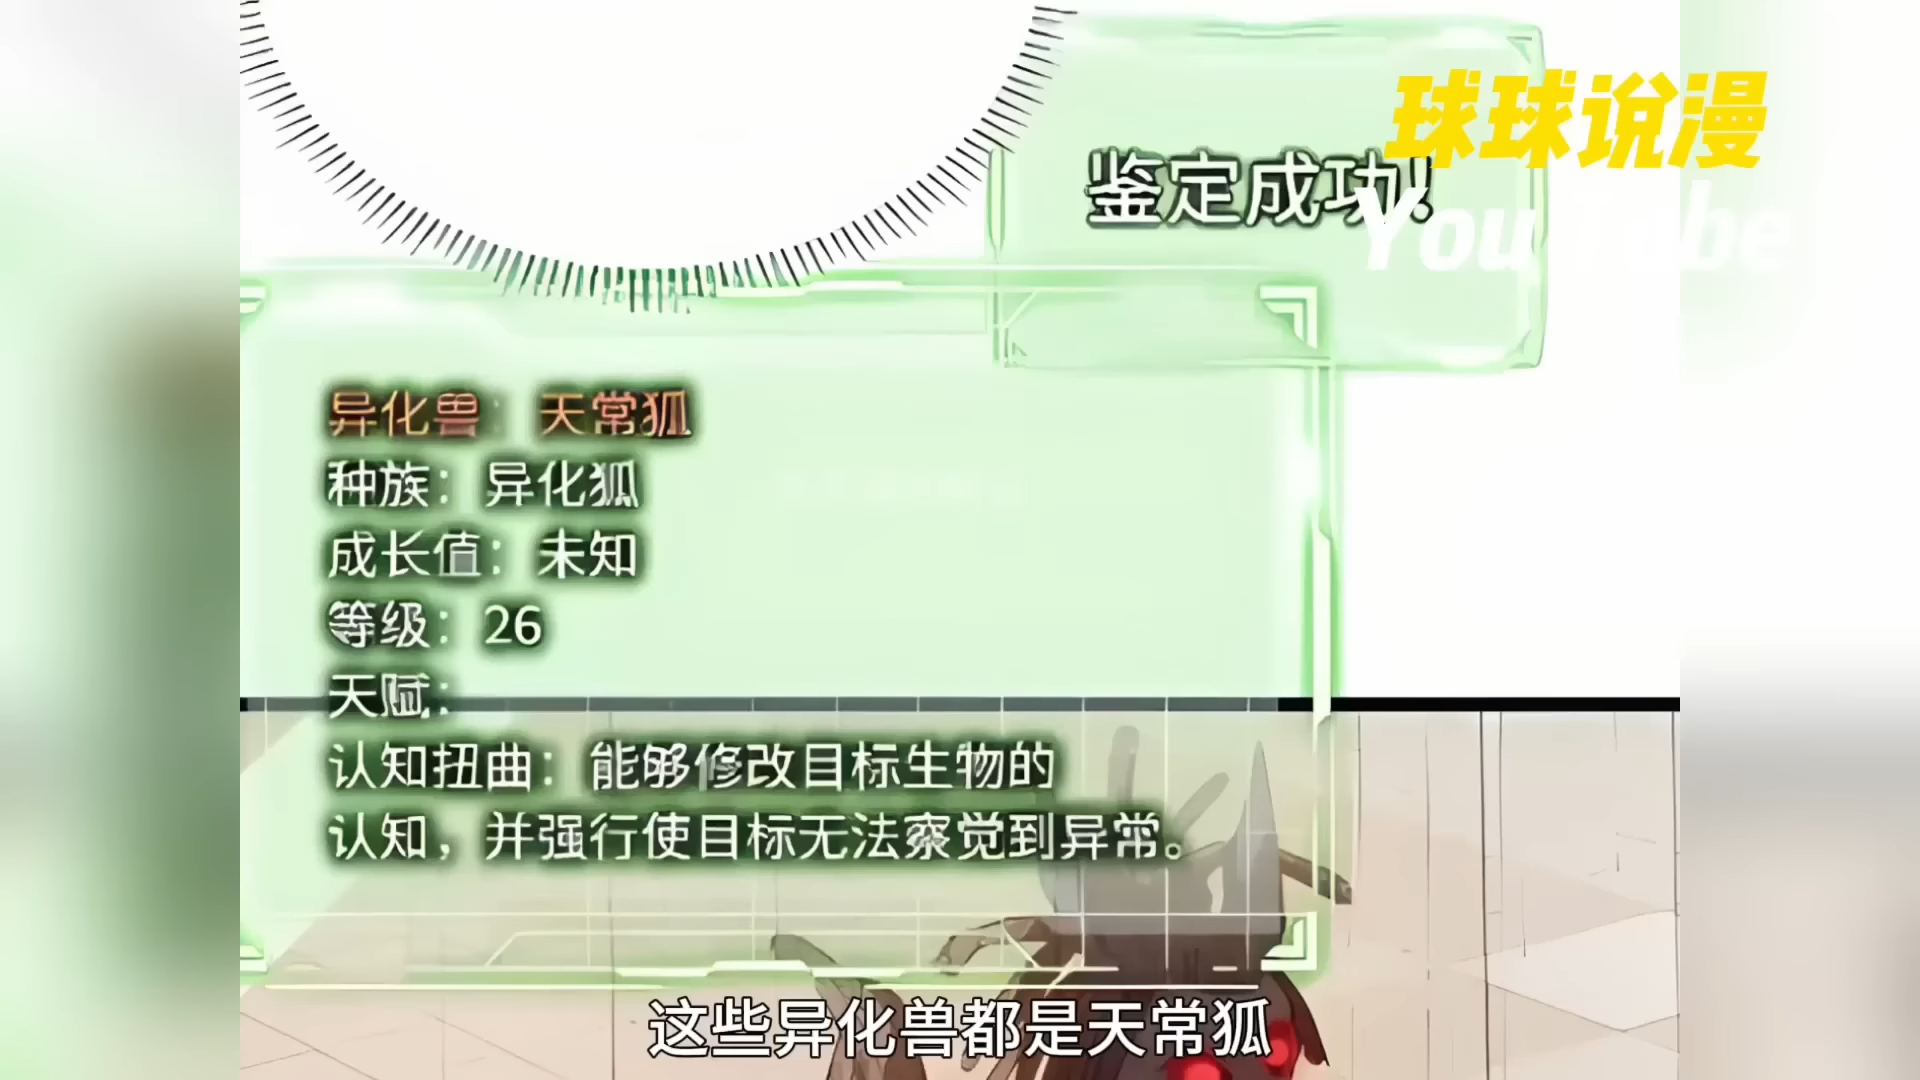 球球说漫
YouTube
鉴定成功!
异化兽：天常狐
种族：异化狐
成长值：未知
等级：26
天赋：
认知扭曲：能够修改目标生物的
认知，并强行使目标无法察觉到异常。
这些异化兽都是天常狐